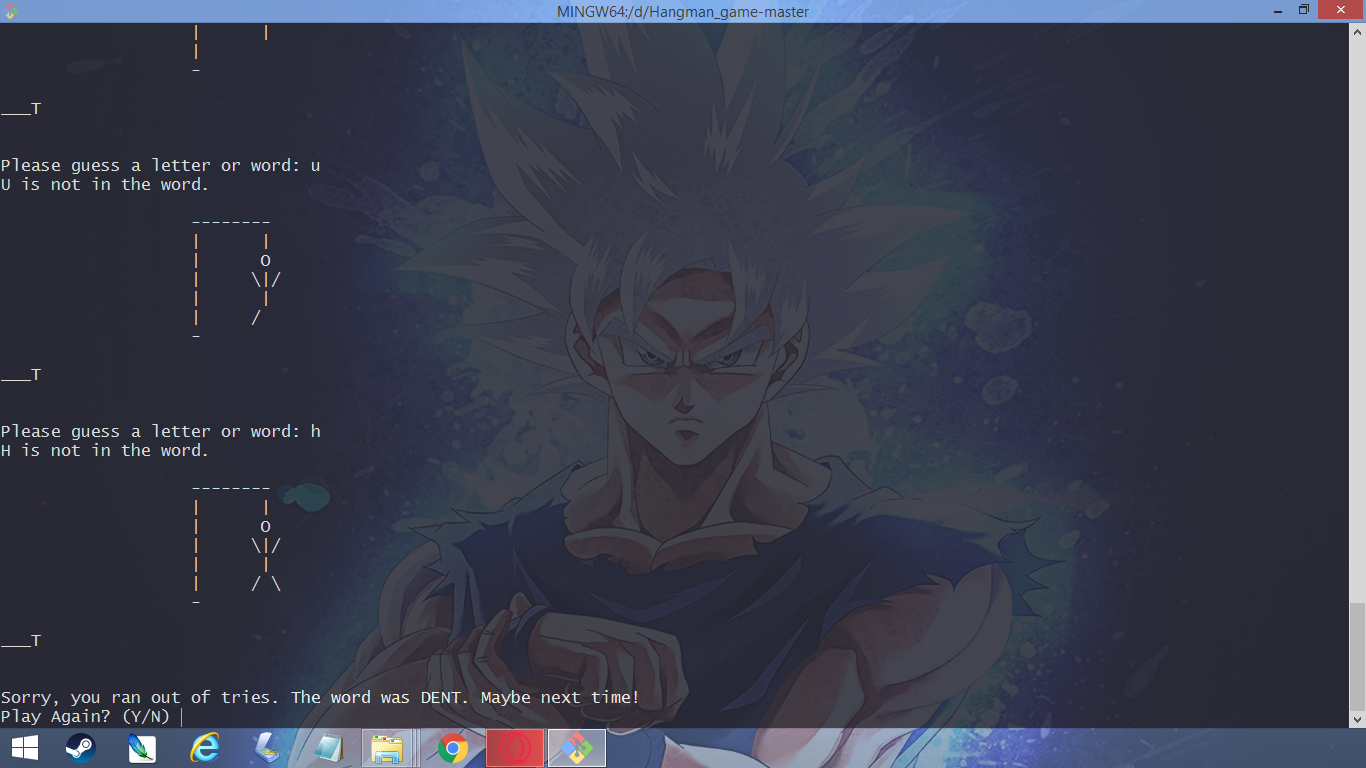 MINGW64:/d/Hangman_game-master
|      |
|
-
___T
Please guess a letter or word: u
U is not in the word.
--------
|      |
|      O
|     \|/
|      |
|     /
-
___T
Please guess a letter or word: h
H is not in the word.
--------
|      |
|      O
|     \|/
|      |
|     / \
-
___T
Sorry, you ran out of tries. The word was DENT. Maybe next time!
Play Again? (Y/N)